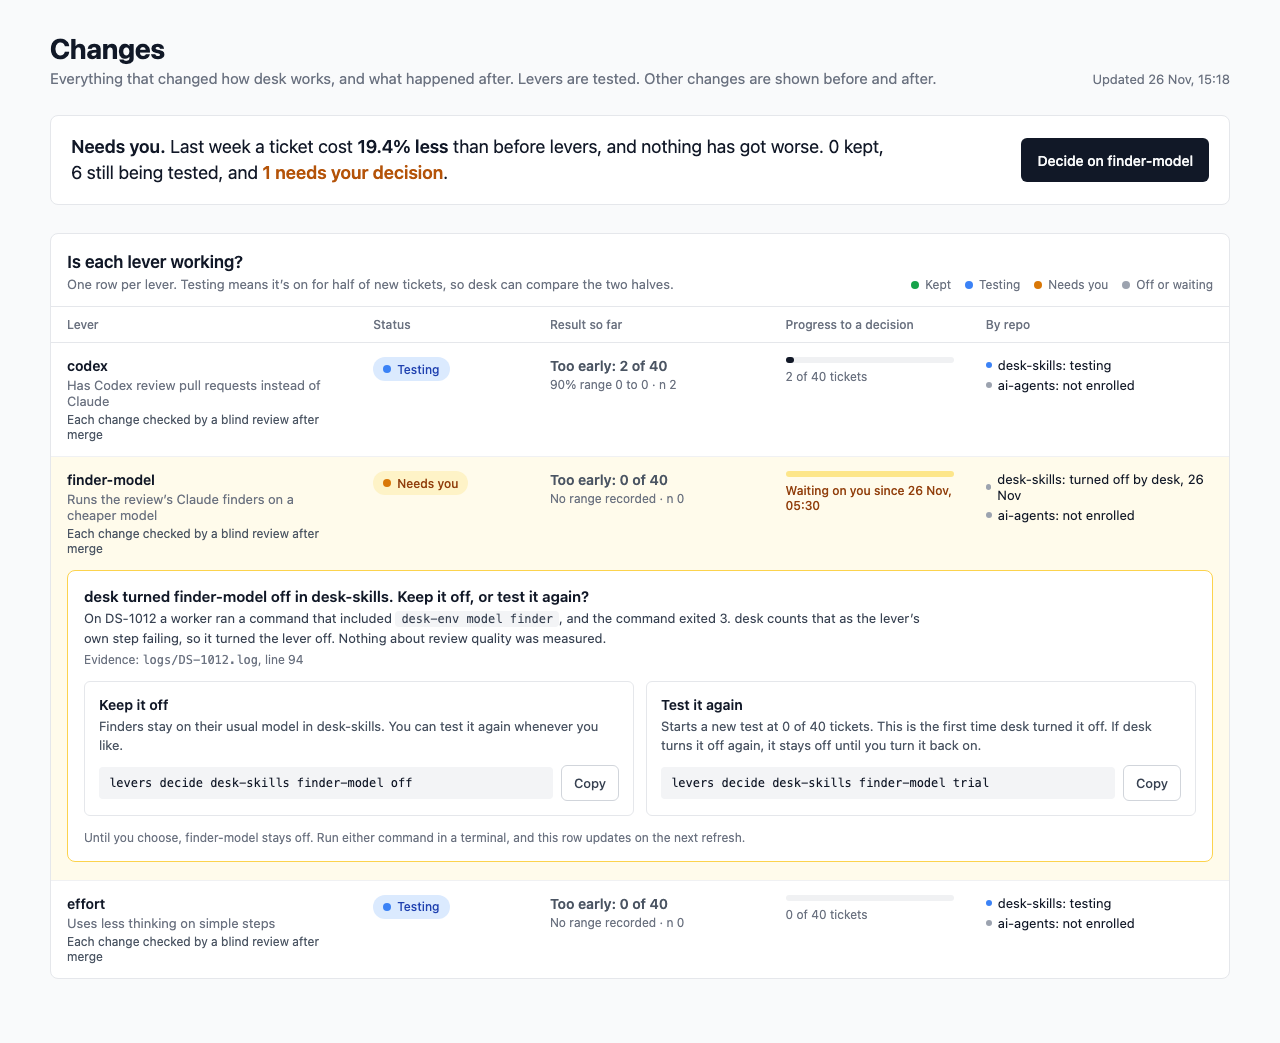 Changes
Everything that changed how desk works, and what happened after. Levers are tested. Other changes are shown before and after.
Updated 26 Nov, 15:18
Needs you. Last week a ticket cost 19.4% less than before levers, and nothing has got worse. 0 kept,
6 still being tested, and 1 needs your decision.
Decide on finder-model
Is each lever working?
One row per lever. Testing means it’s on for half of new tickets, so desk can compare the two halves.
Kept
Testing
Needs you
Off or waiting
Lever
Status
Result so far
Progress to a decision
By repo
codex
Has Codex review pull requests instead of
Claude
Each change checked by a blind review after
merge
Testing
Too early: 2 of 40
90% range 0 to 0 · n 2
2 of 40 tickets
desk-skills: testing
ai-agents: not enrolled
finder-model
Runs the review’s Claude finders on a
cheaper model
Each change checked by a blind review after
merge
Needs you
Too early: 0 of 40
No range recorded · n 0
Waiting on you since 26 Nov,
05:30
desk-skills: turned off by desk, 26
Nov
ai-agents: not enrolled
desk turned finder-model off in desk-skills. Keep it off, or test it again?
On DS-1012 a worker ran a command that included desk-env model finder, and the command exited 3. desk counts that as the lever’s
own step failing, so it turned the lever off. Nothing about review quality was measured.
Evidence: logs/DS-1012.log, line 94
Keep it off
Finders stay on their usual model in desk-skills. You can test it again whenever you
like.
levers decide desk-skills finder-model off
Copy
Test it again
Starts a new test at 0 of 40 tickets. This is the first time desk turned it off. If desk
turns it off again, it stays off until you turn it back on.
levers decide desk-skills finder-model trial
Copy
Until you choose, finder-model stays off. Run either command in a terminal, and this row updates on the next refresh.
effort
Uses less thinking on simple steps
Each change checked by a blind review after
merge
Testing
Too early: 0 of 40
No range recorded · n 0
0 of 40 tickets
desk-skills: testing
ai-agents: not enrolled